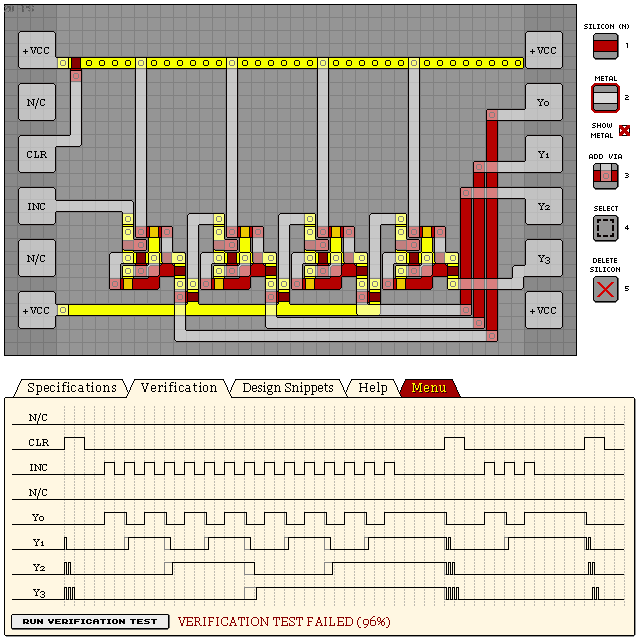 SILICON (N)
1
+VCC
+VCC
METAL
2
N/C
Y0
SHOW METAL
CLR
Y1
ADD VIA
3
INC
Y2
SELECT
4
N/C
Y3
DELETE SILICON
5
+VCC
+VCC
Specifications
Verification
Design Snippets
Help
Menu
N/C
CLR
INC
N/C
Y0
Y1
Y2
Y3
RUN VERIFICATION TEST
VERIFICATION TEST FAILED (96%)